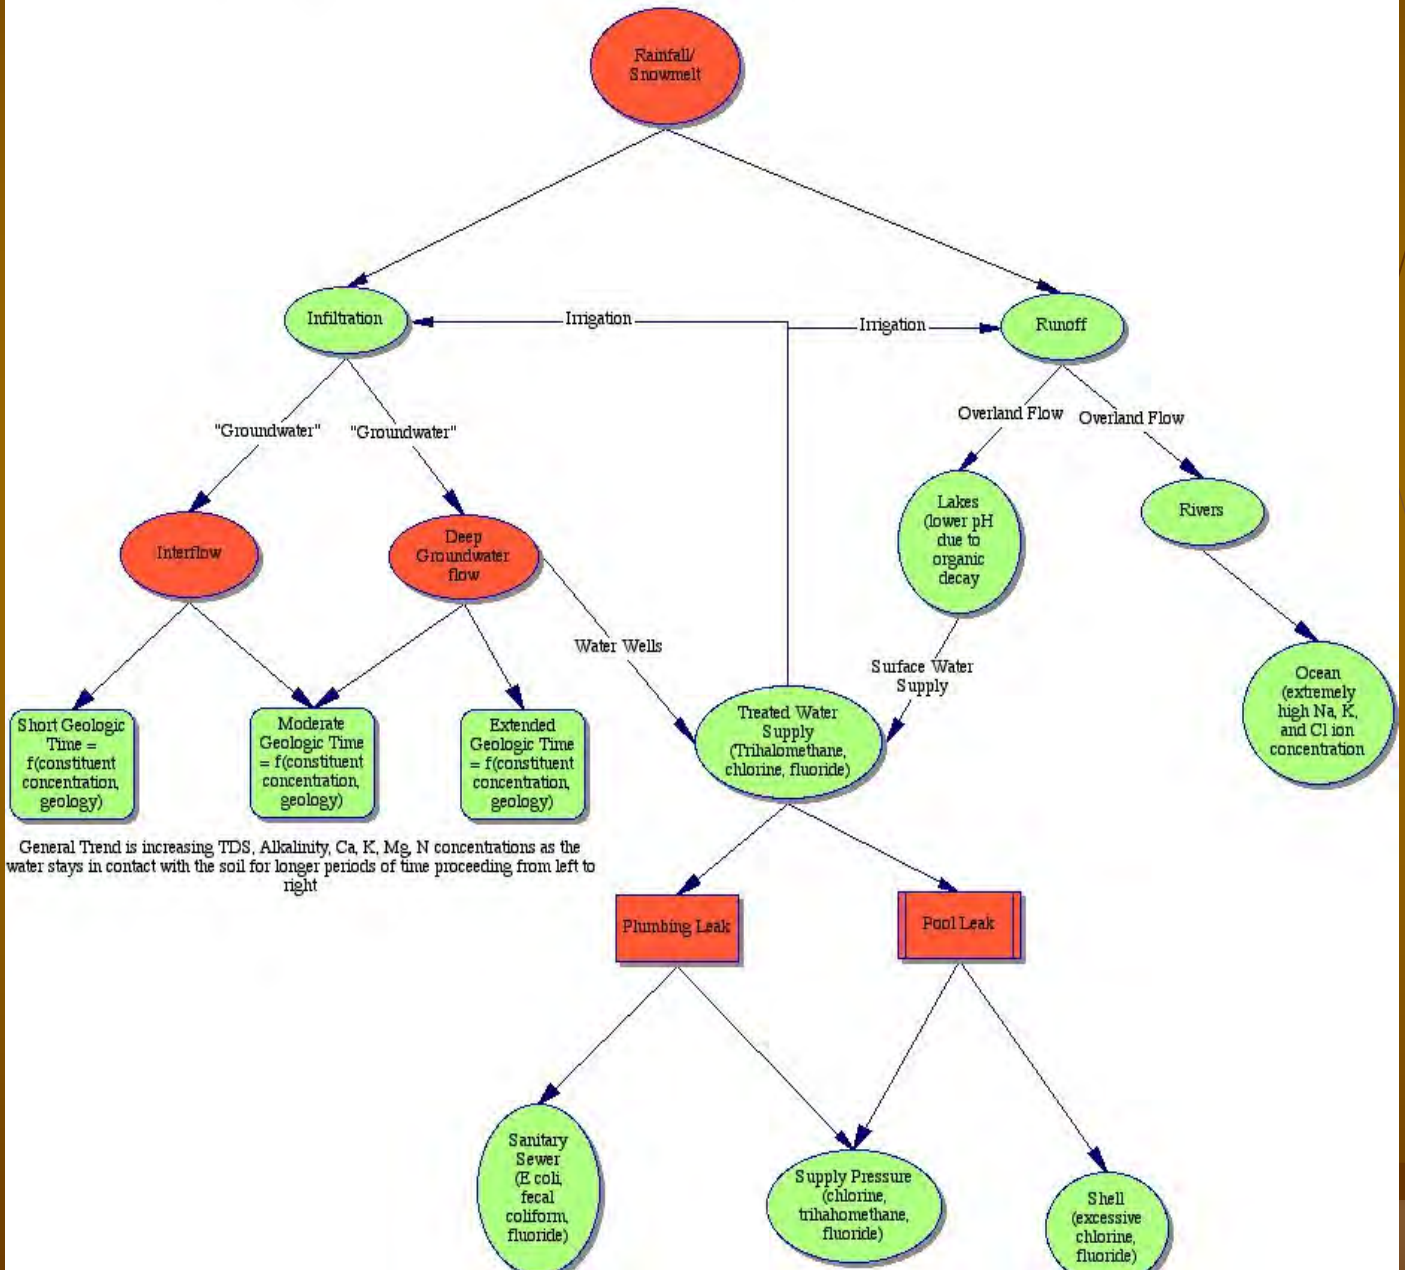 Rainfall/
Snowmelt
Infiltration
Irrigation
Irrigation
Runoff
"Groundwater"
"Groundwater"
Overland Flow
Overland Flow
Interflow
Deep
Groundwater
flow
Lakes
(lower pH
due to
organic
decay
Rivers
Water Wells
Surface Water
Supply
Short Geologic
Time =
f(constituent
concentration,
geology)
Moderate
Geologic Time
= f(constituent
concentration,
geology)
Extended
Geologic Time
= f(constituent
concentration,
geology)
Treated Water
Supply
(Trihalomethane,
chlorine, fluoride)
Ocean
(extremely
high Na, K,
and Cl ion
concentration
General Trend is increasing TDS, Alkalinity, Ca, K, Mg, N concentrations as the
water stays in contact with the soil for longer periods of time proceeding from left to
right
Plumbing Leak
Pool Leak
Sanitary
Sewer
(E coli,
fecal
coliform,
fluoride)
Supply Pressure
(chlorine,
trihahomethane,
fluoride)
Shell
(excessive
chlorine,
fluoride)